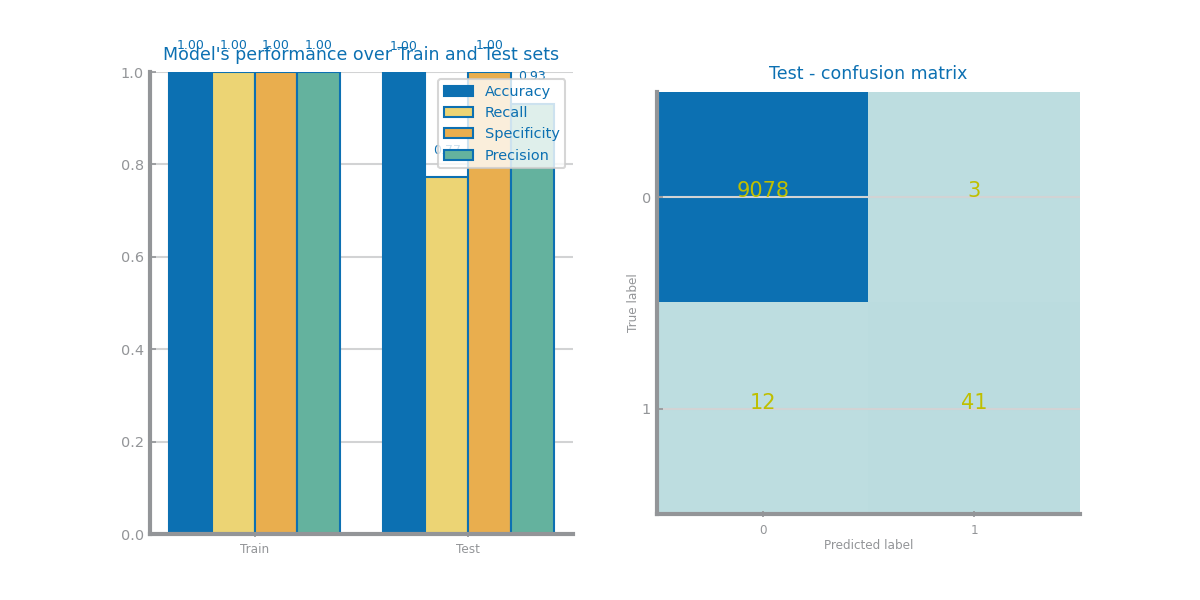 1.00 1.00 1.00 1.00 1.00 1.00
Model's performance over Train and Test sets
0.93
0.77
Accuracy
Recall
Specificity
Precision
1.0
0.8
0.6
0.4
0.2
0.0
Train Test
Test - confusion matrix
9078 3
12 41
0
1
True label
0 1
Predicted label